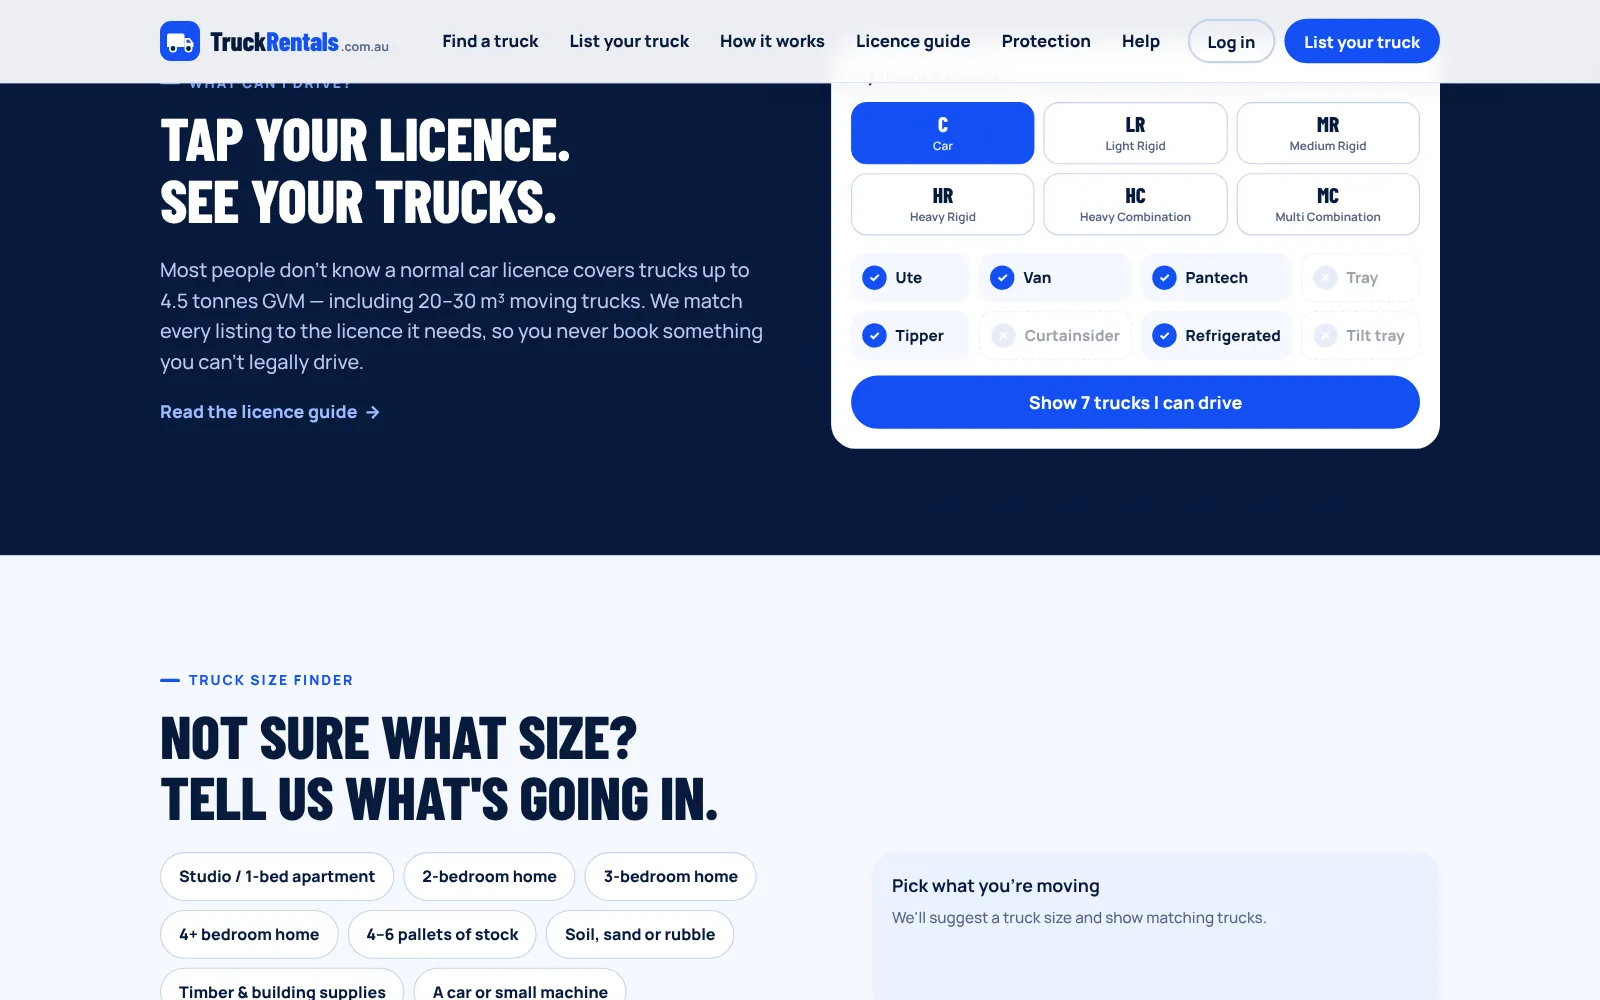 TruckRentals.com.au
Find a truck
List your truck
How it works
Licence guide
Protection
Help
Log in
List your truck
WHAT CAN I DRIVE?
TAP YOUR LICENCE.
SEE YOUR TRUCKS.
Most people don't know a normal car licence covers trucks up to
4.5 tonnes GVM — including 20–30 m³ moving trucks. We match
every listing to the licence it needs, so you never book something
you can't legally drive.
Read the licence guide →
C
Car
LR
Light Rigid
MR
Medium Rigid
HR
Heavy Rigid
HC
Heavy Combination
MC
Multi Combination
Ute
Van
Pantech
Tray
Tipper
Curtainsider
Refrigerated
Tilt tray
Show 7 trucks I can drive
TRUCK SIZE FINDER
NOT SURE WHAT SIZE?
TELL US WHAT'S GOING IN.
Studio / 1-bed apartment
2-bedroom home
3-bedroom home
4+ bedroom home
4–6 pallets of stock
Soil, sand or rubble
Timber & building supplies
A car or small machine
Pick what you're moving
We'll suggest a truck size and show matching trucks.